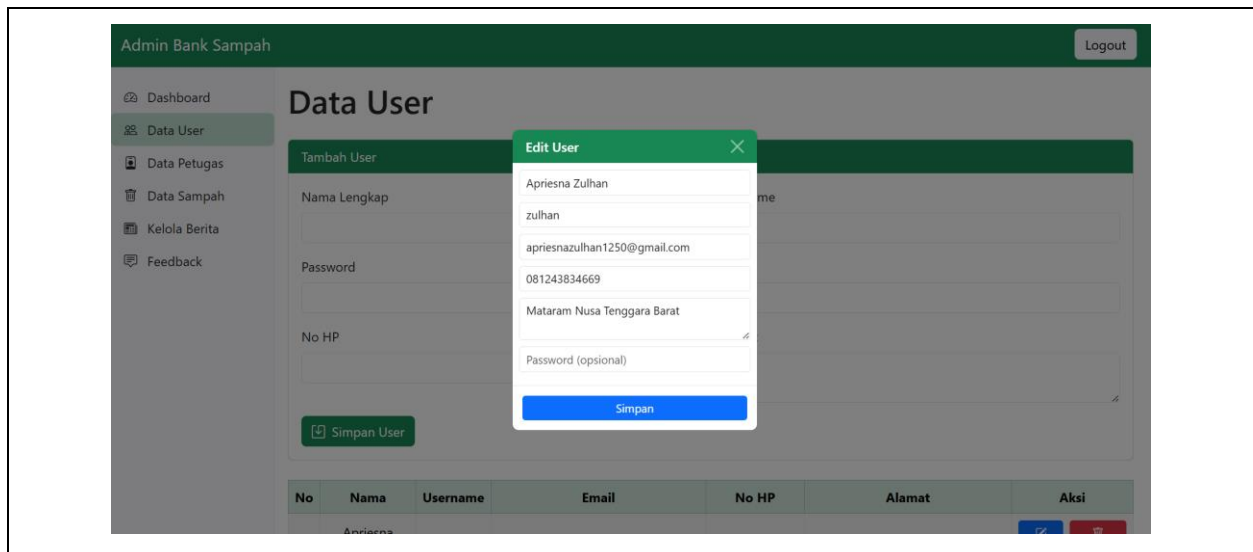 Admin Bank Sampah
Logout
Dashboard
Data User
Data Petugas
Data Sampah
Kelola Berita
Feedback
Data User
Tambah User
Nama Lengkap
me
Password
No HP
Simpan User
Edit User
Apriesna Zulhan
zulhan
apriesnazulhan1250@gmail.com
081243834669
Mataram Nusa Tenggara Barat
Password (opsional)
Simpan
No Nama Username Email No HP Alamat Aksi
Apriesna